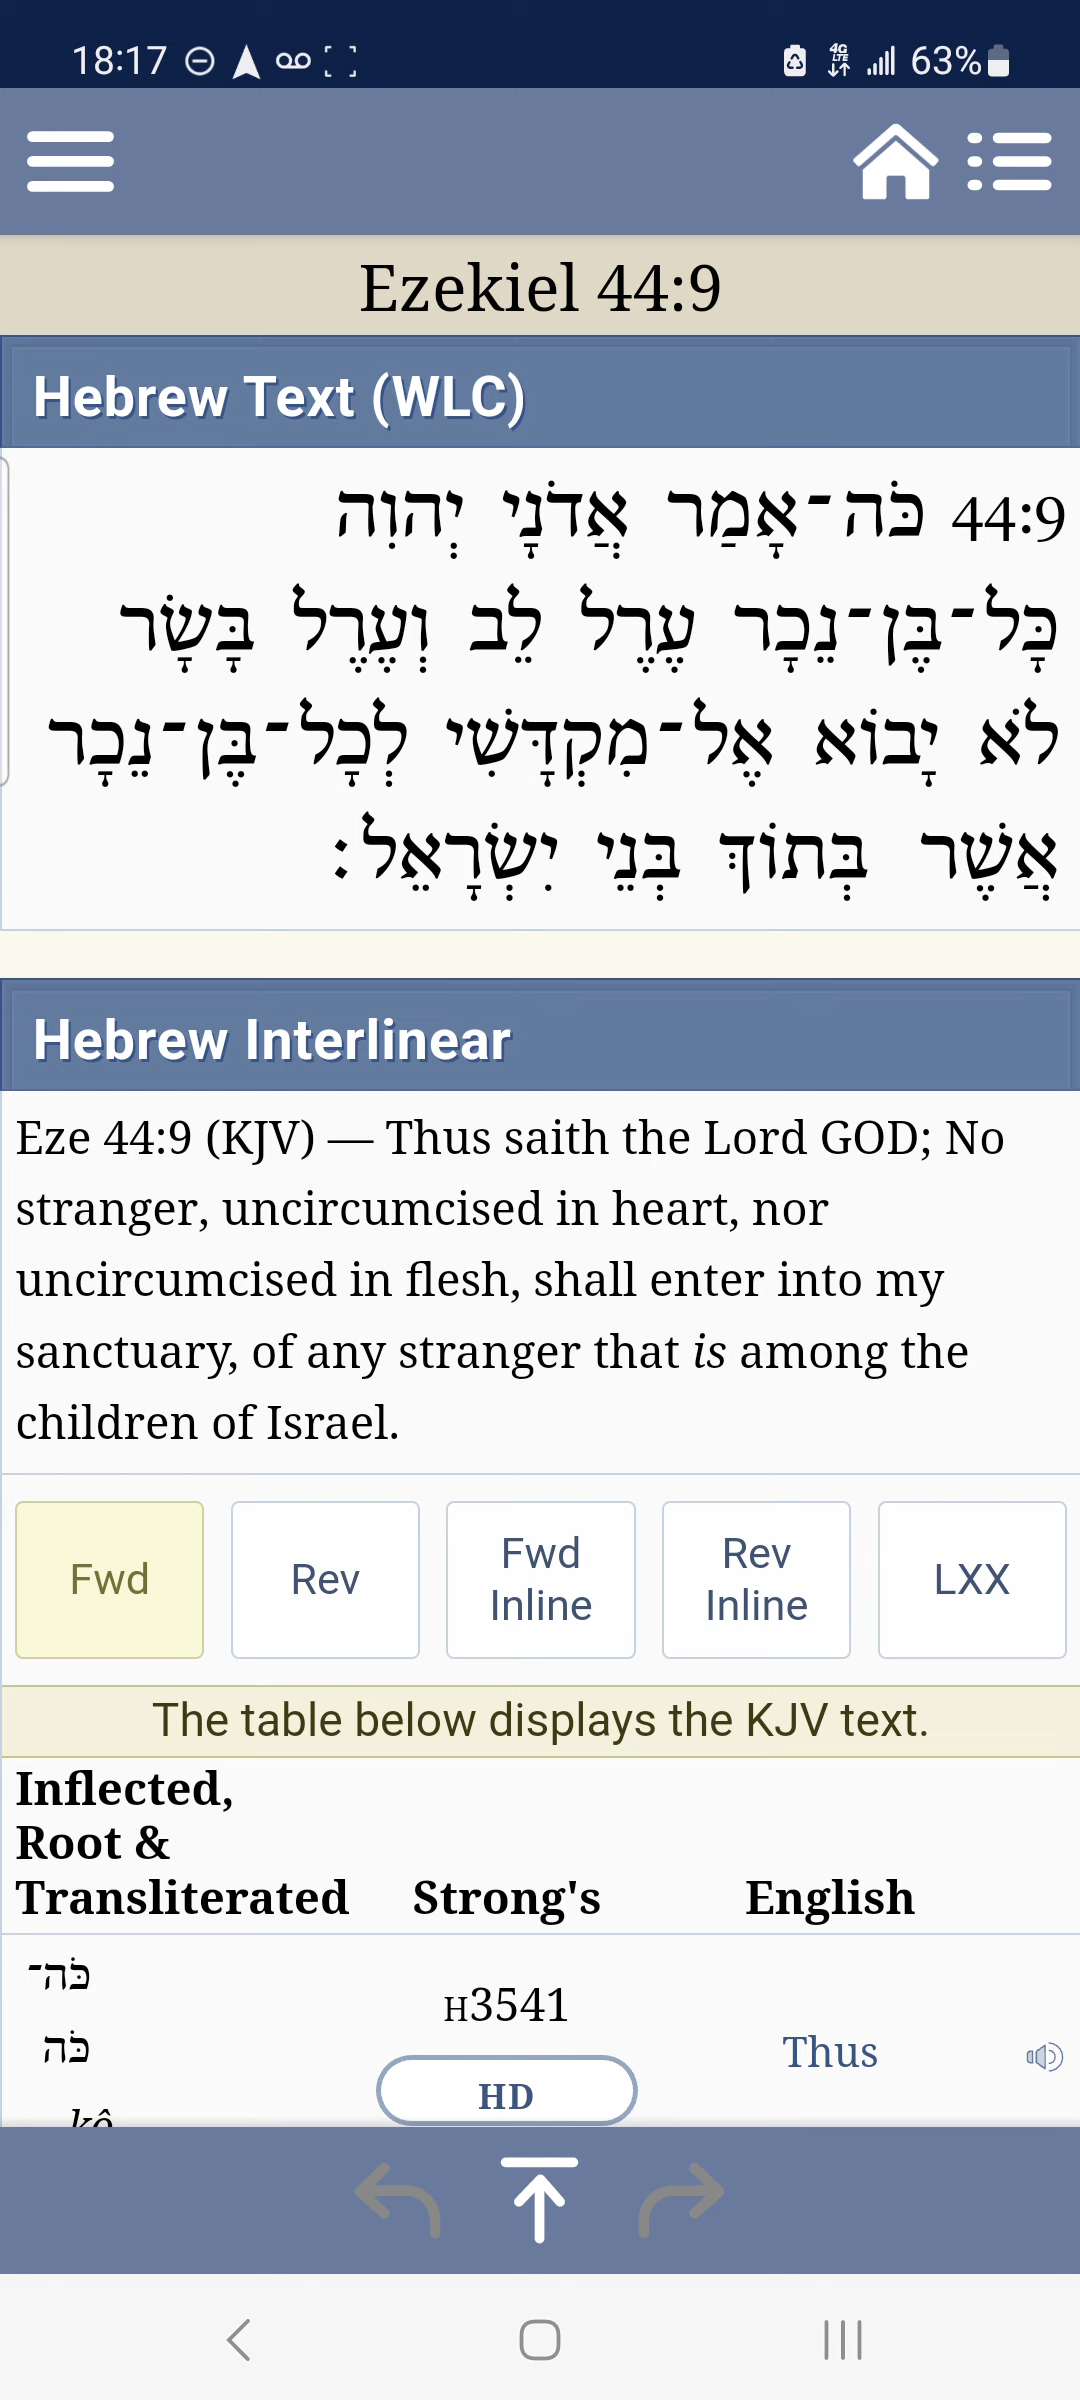 18:17 63%
4G LTE
Ezekiel 44:9
Hebrew Text (WLC)
44:9 כֹּה־אָמַר אֲדֹנָי יְהוִה
כָּל־בֶּן־נֵכָר עֶרֶל לֵב וְעֶרֶל בָּשָׂר
לֹא יָבוֹא אֶל־מִקְדָּשִׁי לְכָל־בֶּן־נֵכָר
אֲשֶׁר בְּתוֹךְ בְּנֵי יִשְׂרָאֵל׃
Hebrew Interlinear
Eze 44:9 (KJV) — Thus saith the Lord GOD; No
stranger, uncircumcised in heart, nor
uncircumcised in flesh, shall enter into my
sanctuary, of any stranger that is among the
children of Israel.
Fwd Rev Fwd Inline Rev Inline LXX
The table below displays the KJV text.
Inflected,
Root &
Transliterated Strong's English
כֹּה־
כֹּה
kô
H3541
HD
Thus